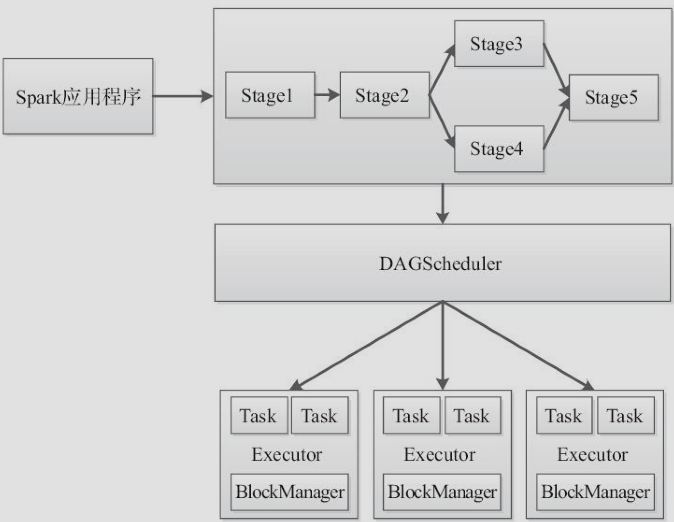 Spark应用程序
Stage1
Stage2
Stage3
Stage4
Stage5
DAGScheduler
Task Task
Executor
BlockManager
Task Task
Executor
BlockManager
Task Task
Executor
BlockManager